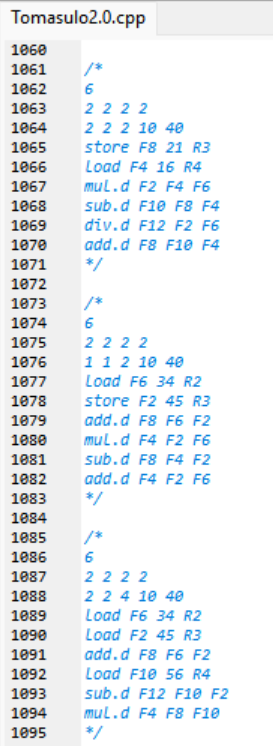 Tomasulo2.0.cpp
1060
1061 /*
1062 6
1063 2 2 2 2
1064 2 2 2 10 40
1065 store F8 21 R3
1066 load F4 16 R4
1067 mul.d F2 F4 F6
1068 sub.d F10 F8 F4
1069 div.d F12 F2 F6
1070 add.d F8 F10 F4
1071 */
1072
1073 /*
1074 6
1075 2 2 2 2
1076 1 1 2 10 40
1077 load F6 34 R2
1078 store F2 45 R3
1079 add.d F8 F6 F2
1080 mul.d F4 F2 F6
1081 sub.d F8 F4 F2
1082 add.d F4 F2 F6
1083 */
1084
1085 /*
1086 6
1087 2 2 2 2
1088 2 2 4 10 40
1089 load F6 34 R2
1090 load F2 45 R3
1091 add.d F8 F6 F2
1092 load F10 56 R4
1093 sub.d F12 F10 F2
1094 mul.d F4 F8 F10
1095 */